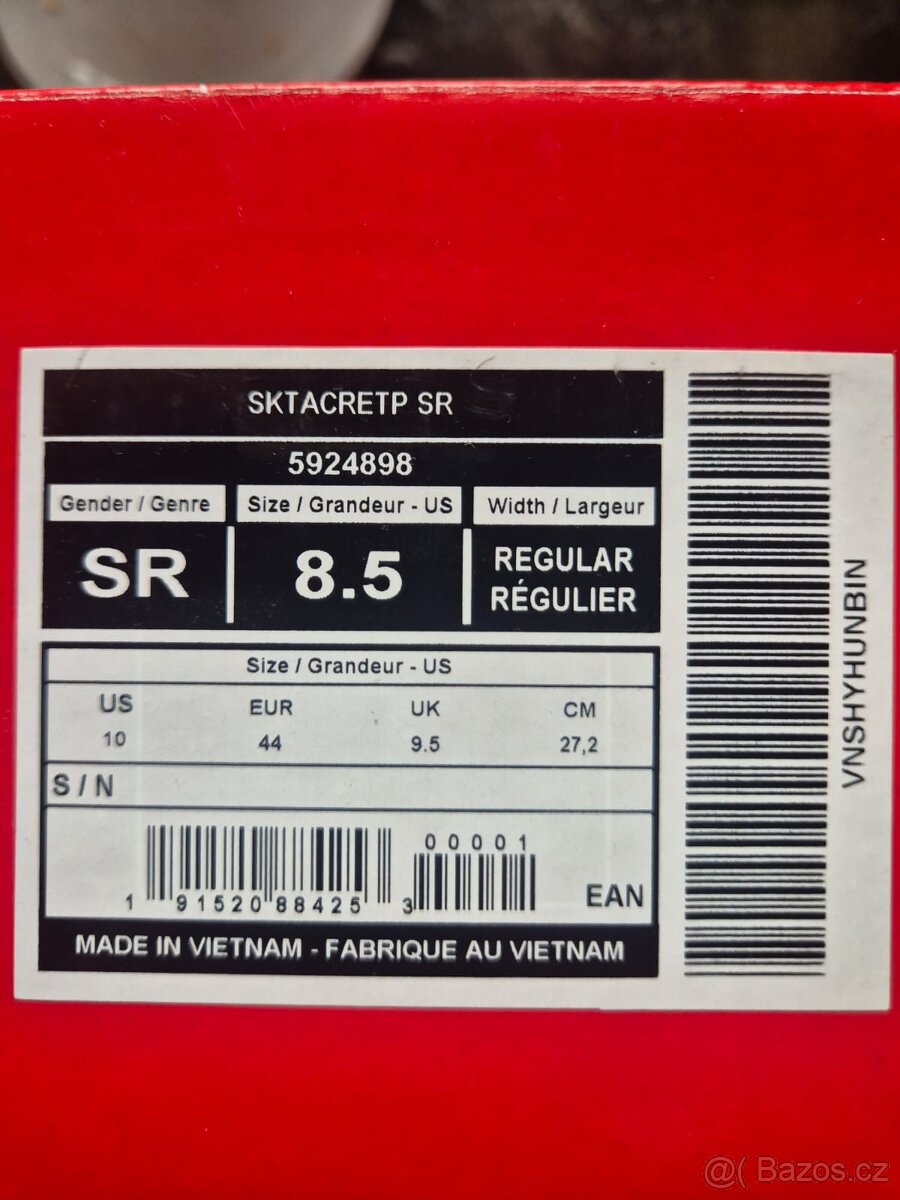 SKTACRETP SR
5924898
Gender / Genre Size / Grandeur - US Width / Largeur
SR 8.5 REGULAR
RÉGULIER
Size / Grandeur - US
US EUR UK CM
10 44 9.5 27,2
S / N
00001
1 91520 88425 3 EAN
MADE IN VIETNAM - FABRIQUE AU VIETNAM
VNSHYHUNBIN
@( Bazos.cz